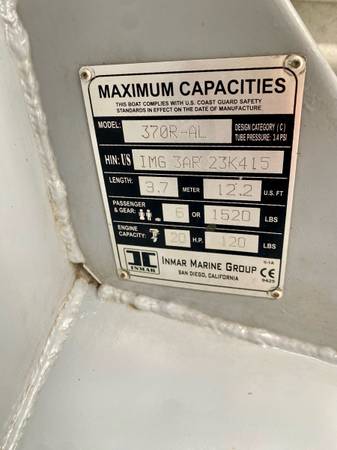 MAXIMUM CAPACITIES
THIS BOAT COMPLIES WITH U.S. COAST GUARD SAFETY
STANDARDS IN EFFECT ON THE DATE OF MANUFACTURE
MODEL: 370R-AL DESIGN CATEGORY (C)
TUBE PRESSURE: 3.4 PSI
HIN: US IMG 3AR 23K415
LENGTH: 3.7 METER 12.2 U.S. FT
PASSENGER & GEAR: 6 OR 1520 LBS
ENGINE CAPACITY: 20 H.P. 120 LBS
INMAR INMAR MARINE GROUP CE
SAN DIEGO, CALIFORNIA